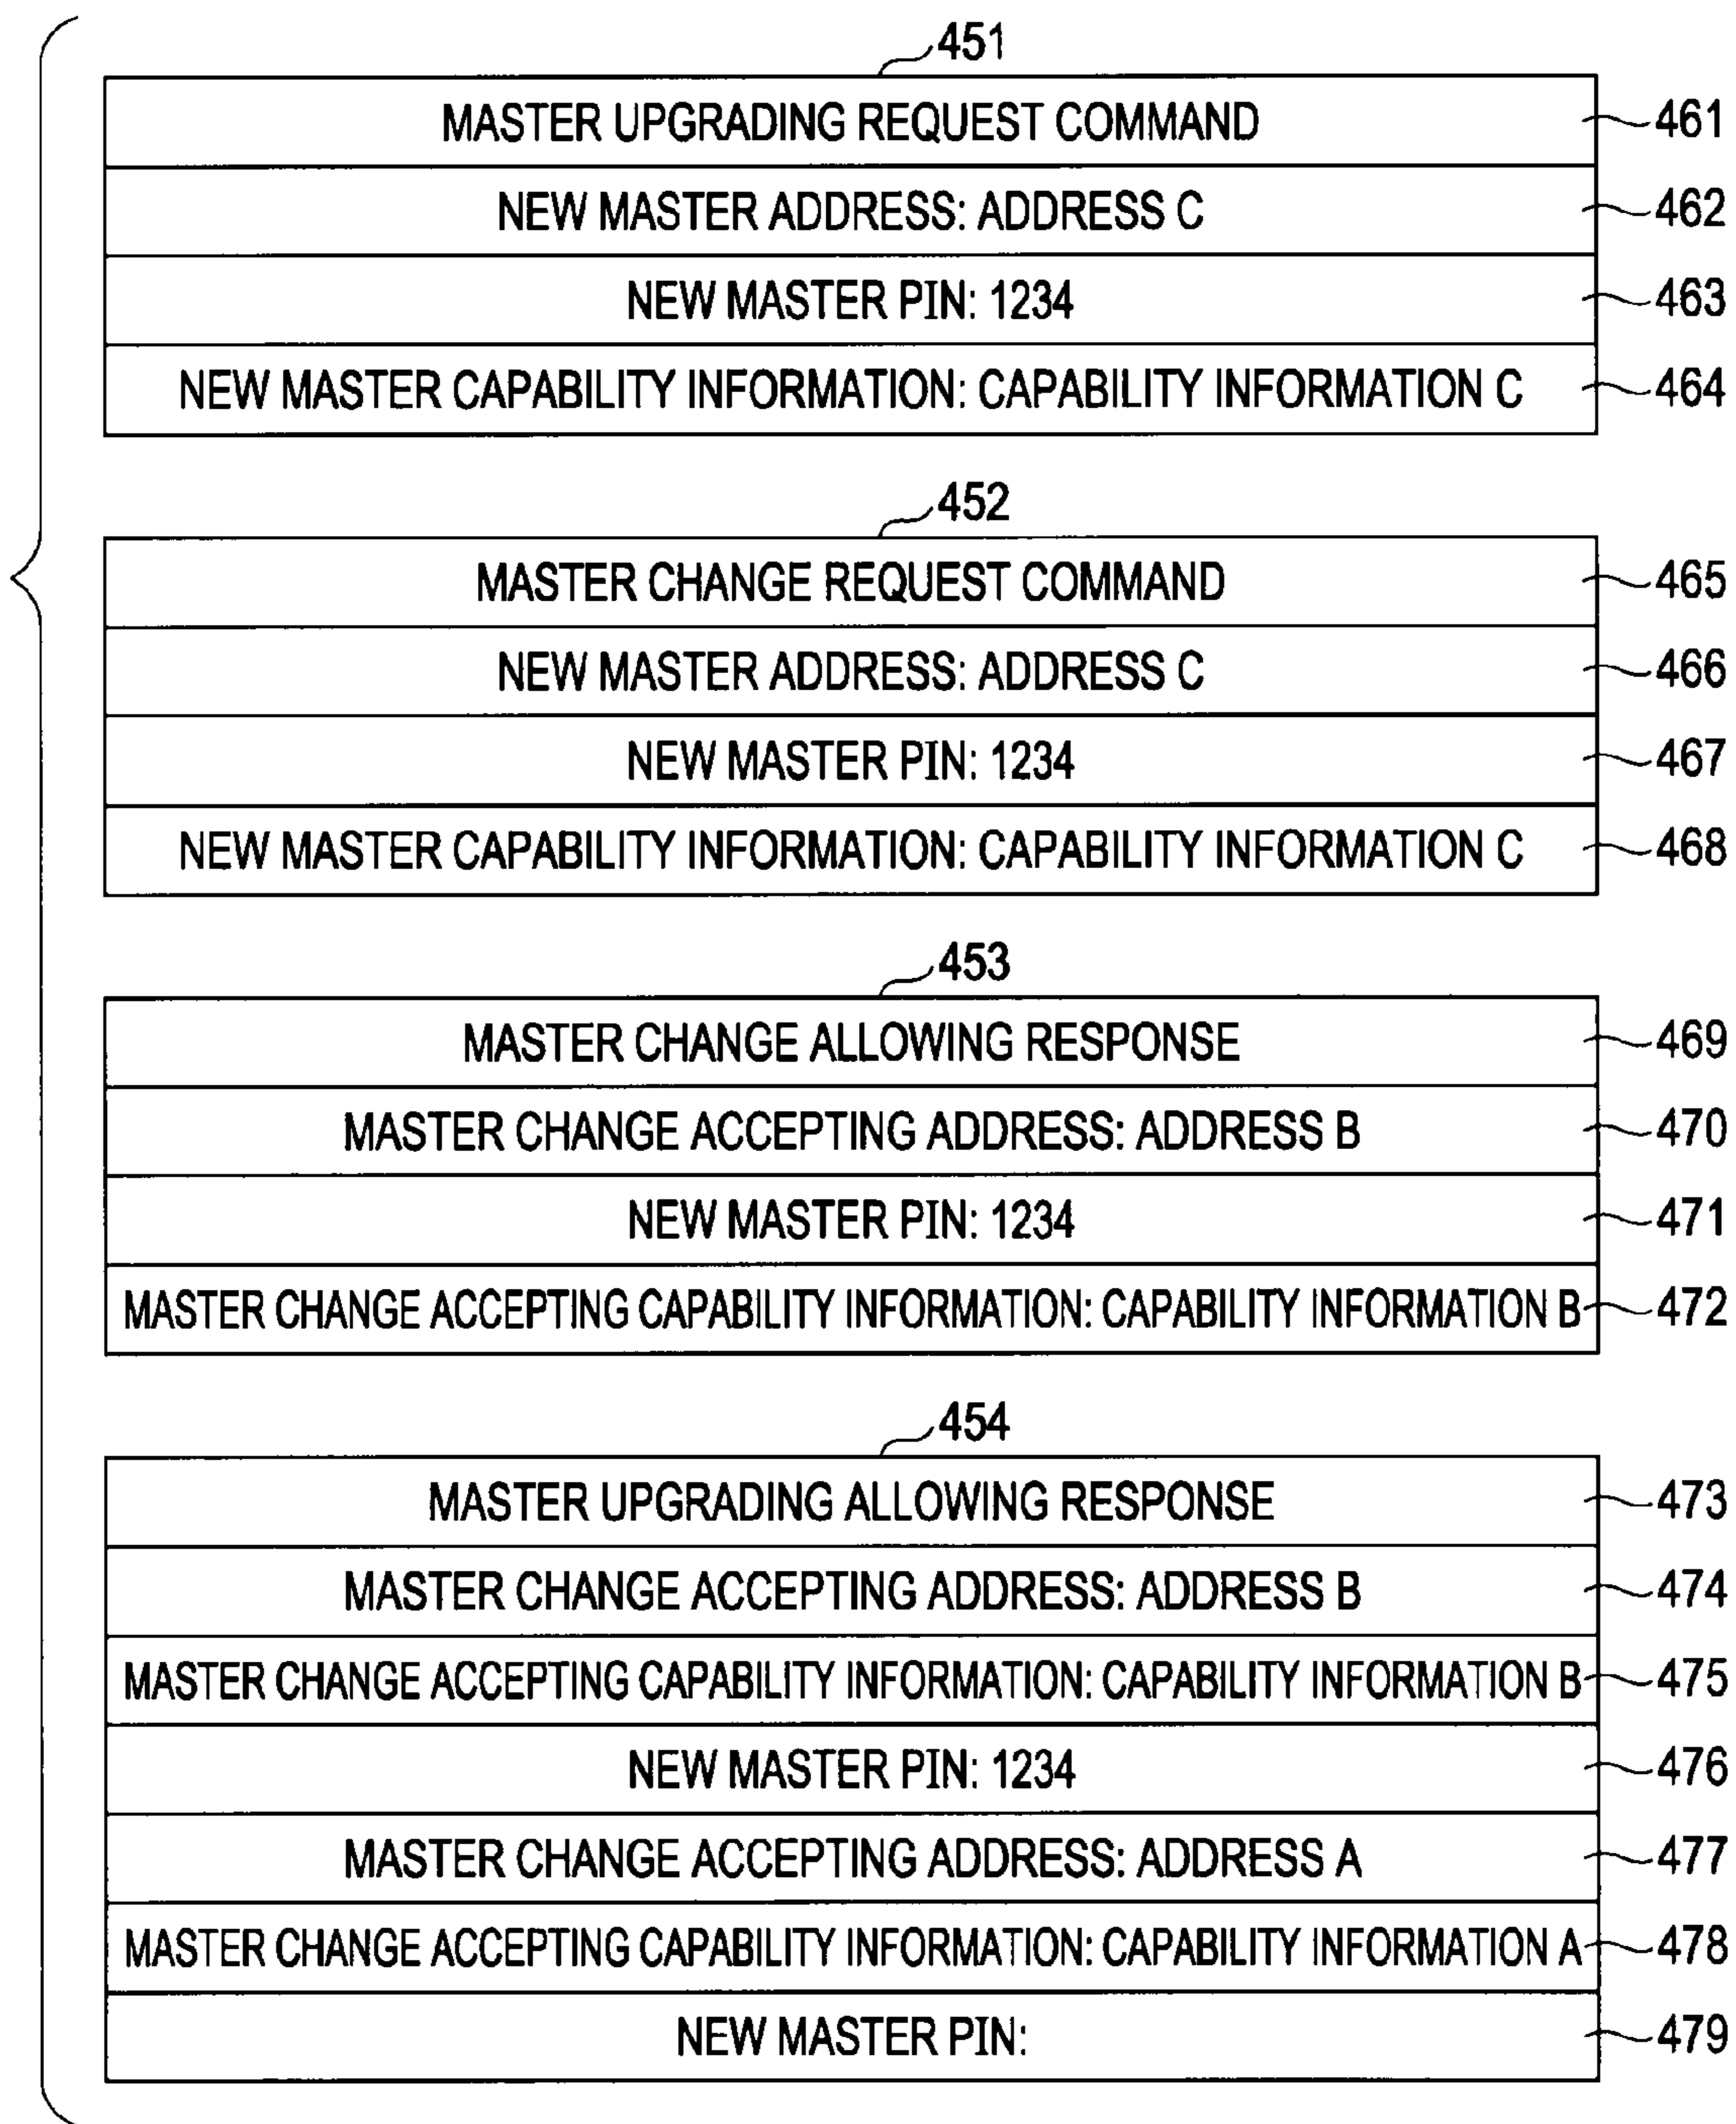 451
MASTER UPGRADING REQUEST COMMAND 461
NEW MASTER ADDRESS: ADDRESS C 462
NEW MASTER PIN: 1234 463
NEW MASTER CAPABILITY INFORMATION: CAPABILITY INFORMATION C 464
452
MASTER CHANGE REQUEST COMMAND 465
NEW MASTER ADDRESS: ADDRESS C 466
NEW MASTER PIN: 1234 467
NEW MASTER CAPABILITY INFORMATION: CAPABILITY INFORMATION C 468
453
MASTER CHANGE ALLOWING RESPONSE 469
MASTER CHANGE ACCEPTING ADDRESS: ADDRESS B 470
NEW MASTER PIN: 1234 471
MASTER CHANGE ACCEPTING CAPABILITY INFORMATION: CAPABILITY INFORMATION B 472
454
MASTER UPGRADING ALLOWING RESPONSE 473
MASTER CHANGE ACCEPTING ADDRESS: ADDRESS B 474
MASTER CHANGE ACCEPTING CAPABILITY INFORMATION: CAPABILITY INFORMATION B 475
NEW MASTER PIN: 1234 476
MASTER CHANGE ACCEPTING ADDRESS: ADDRESS A 477
MASTER CHANGE ACCEPTING CAPABILITY INFORMATION: CAPABILITY INFORMATION A 478
NEW MASTER PIN: 479